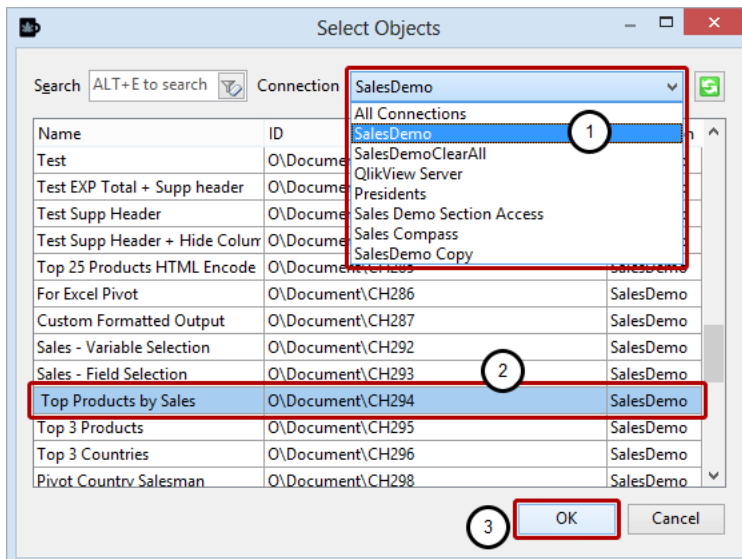 Select Objects
Search ALT+E to search Connection SalesDemo
All Connections
Name ID SalesDemo 1 n
Test O\Docume SalesDemoClearAll
Test EXP Total + Supp header O\Docume QlikView Server
Presidents
Test Supp Header O\Docume Sales Demo Section Access
Test Supp Header + Hide Colum O\Docume Sales Compass
SalesDemo Copy
Top 25 Products HTML Encode O\Document\CH285 SalesDemo
For Excel Pivot O\Document\CH286 SalesDemo
Custom Formatted Output O\Document\CH287 SalesDemo
Sales - Variable Selection O\Document\CH292 SalesDemo
Sales - Field Selection O\Document\CH293 2 SalesDemo
Top Products by Sales O\Document\CH294 SalesDemo
Top 3 Products O\Document\CH295 SalesDemo
Top 3 Countries O\Document\CH296 SalesDemo
Pivot Country Salesman O\Document\CH298 SalesDemo
3 OK Cancel